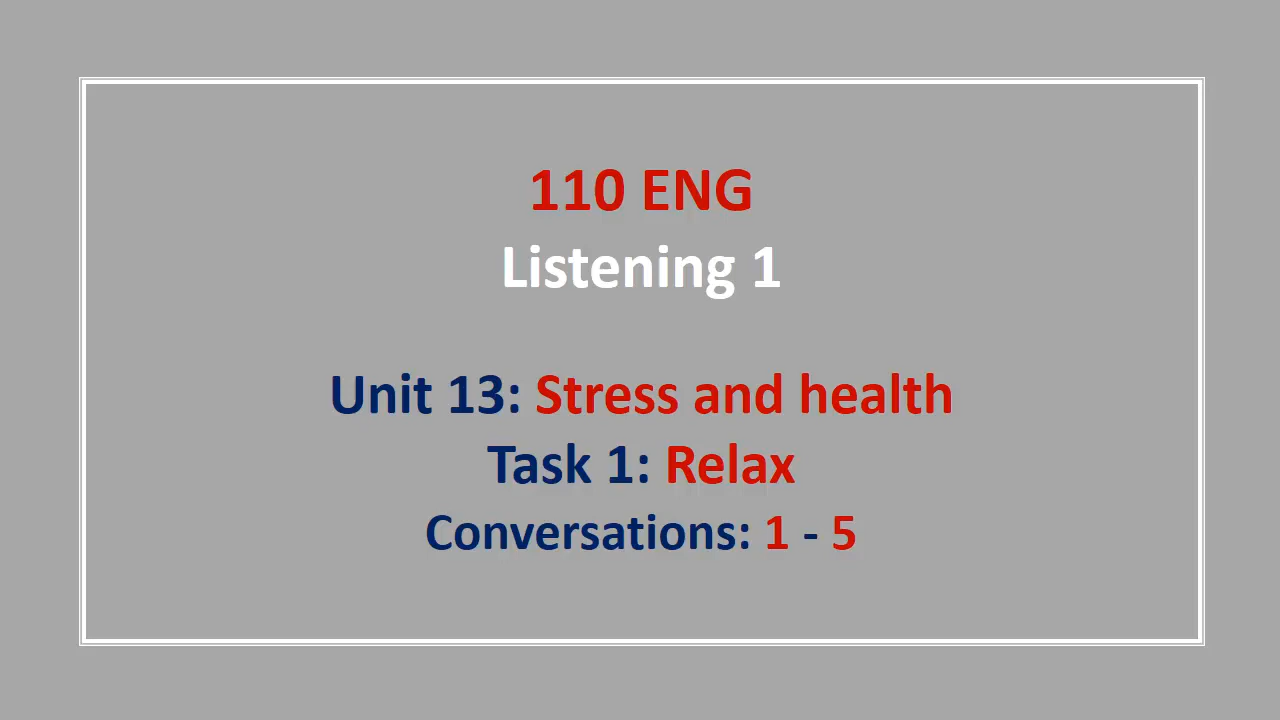 110 ENG
Listening 1
Unit 13: Stress and health
Task 1: Relax
Conversations: 1 - 5